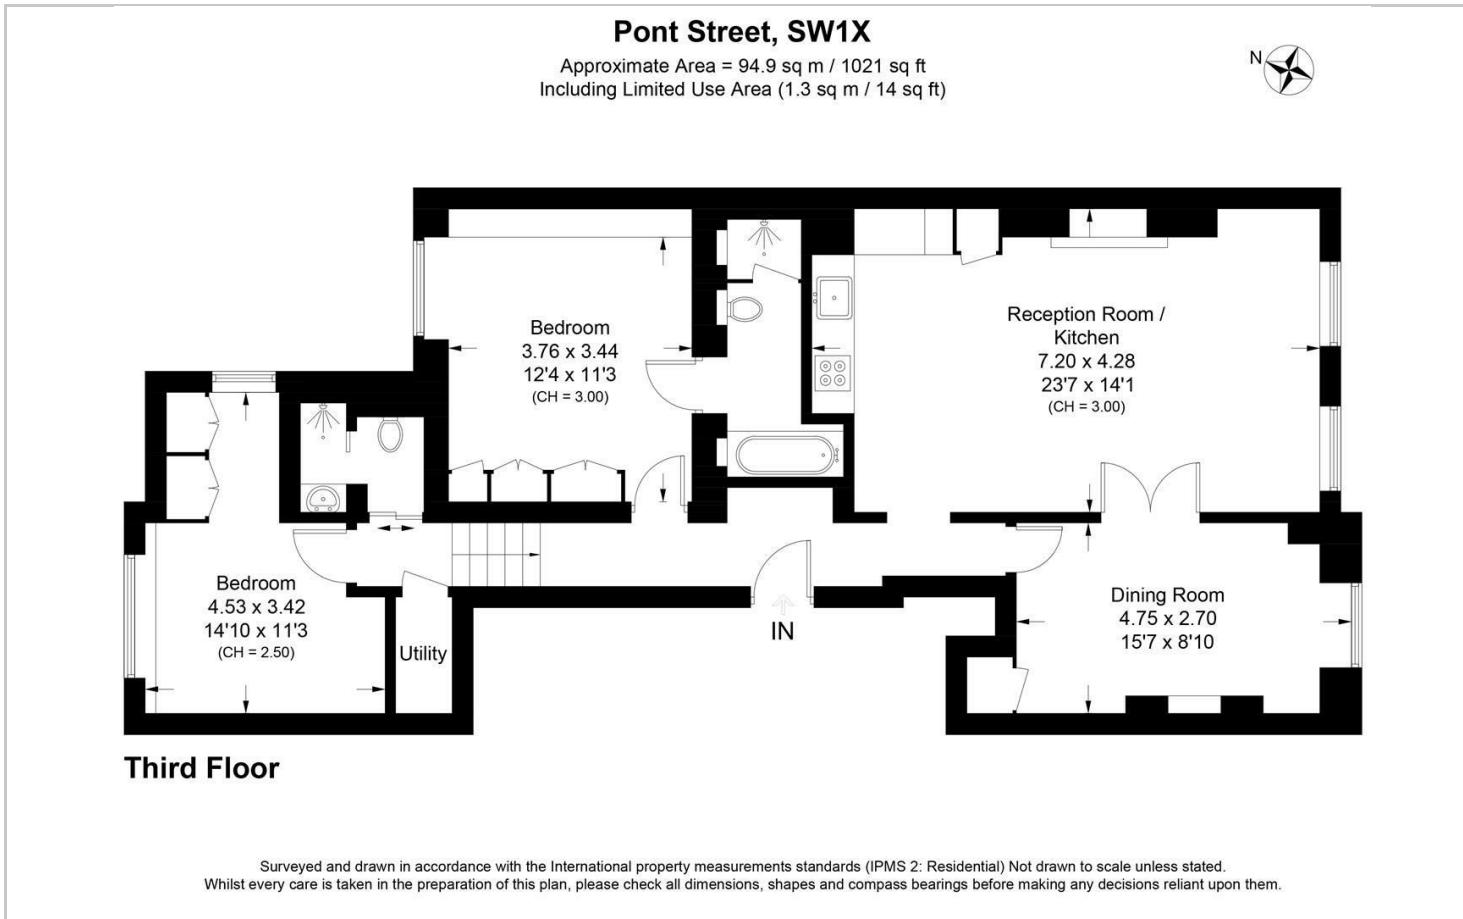 Pont Street, SW1X
Approximate Area = 94.9 sq m / 1021 sq ft
Including Limited Use Area (1.3 sq m / 14 sq ft)
N
Reception Room /
Kitchen
7.20 x 4.28
23'7 x 14'1
(CH = 3.00)
Bedroom
3.76 x 3.44
12'4 x 11'3
(CH = 3.00)
Bedroom
4.53 x 3.42
14'10 x 11'3
(CH = 2.50)
Utility
IN
Dining Room
4.75 x 2.70
15'7 x 8'10
Third Floor
Surveyed and drawn in accordance with the International property measurements standards (IPMS 2: Residential) Not drawn to scale unless stated.
Whilst every care is taken in the preparation of this plan, please check all dimensions, shapes and compass bearings before making any decisions reliant upon them.